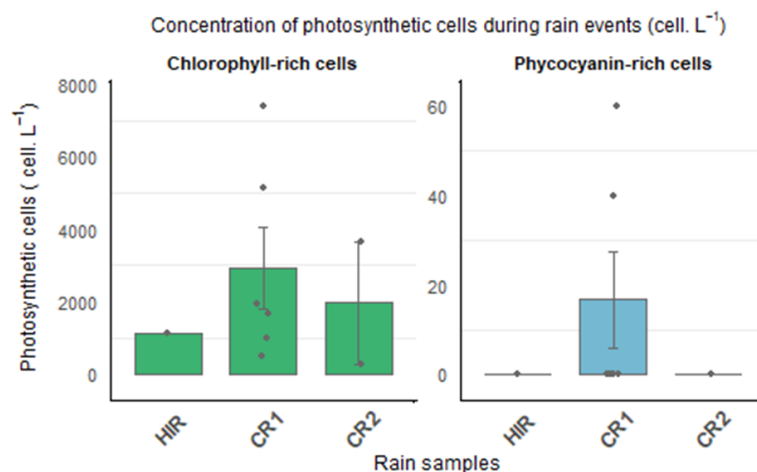 Concentration of photosynthetic cells during rain events (cell. L⁻¹)
Chlorophyll-rich cells
Phycocyanin-rich cells
Photosynthetic cells ( cell. L⁻¹)
8000
6000
4000
2000
0
60
40
20
0
HIR
CR1
CR2
HIR
CR1
CR2
Rain samples